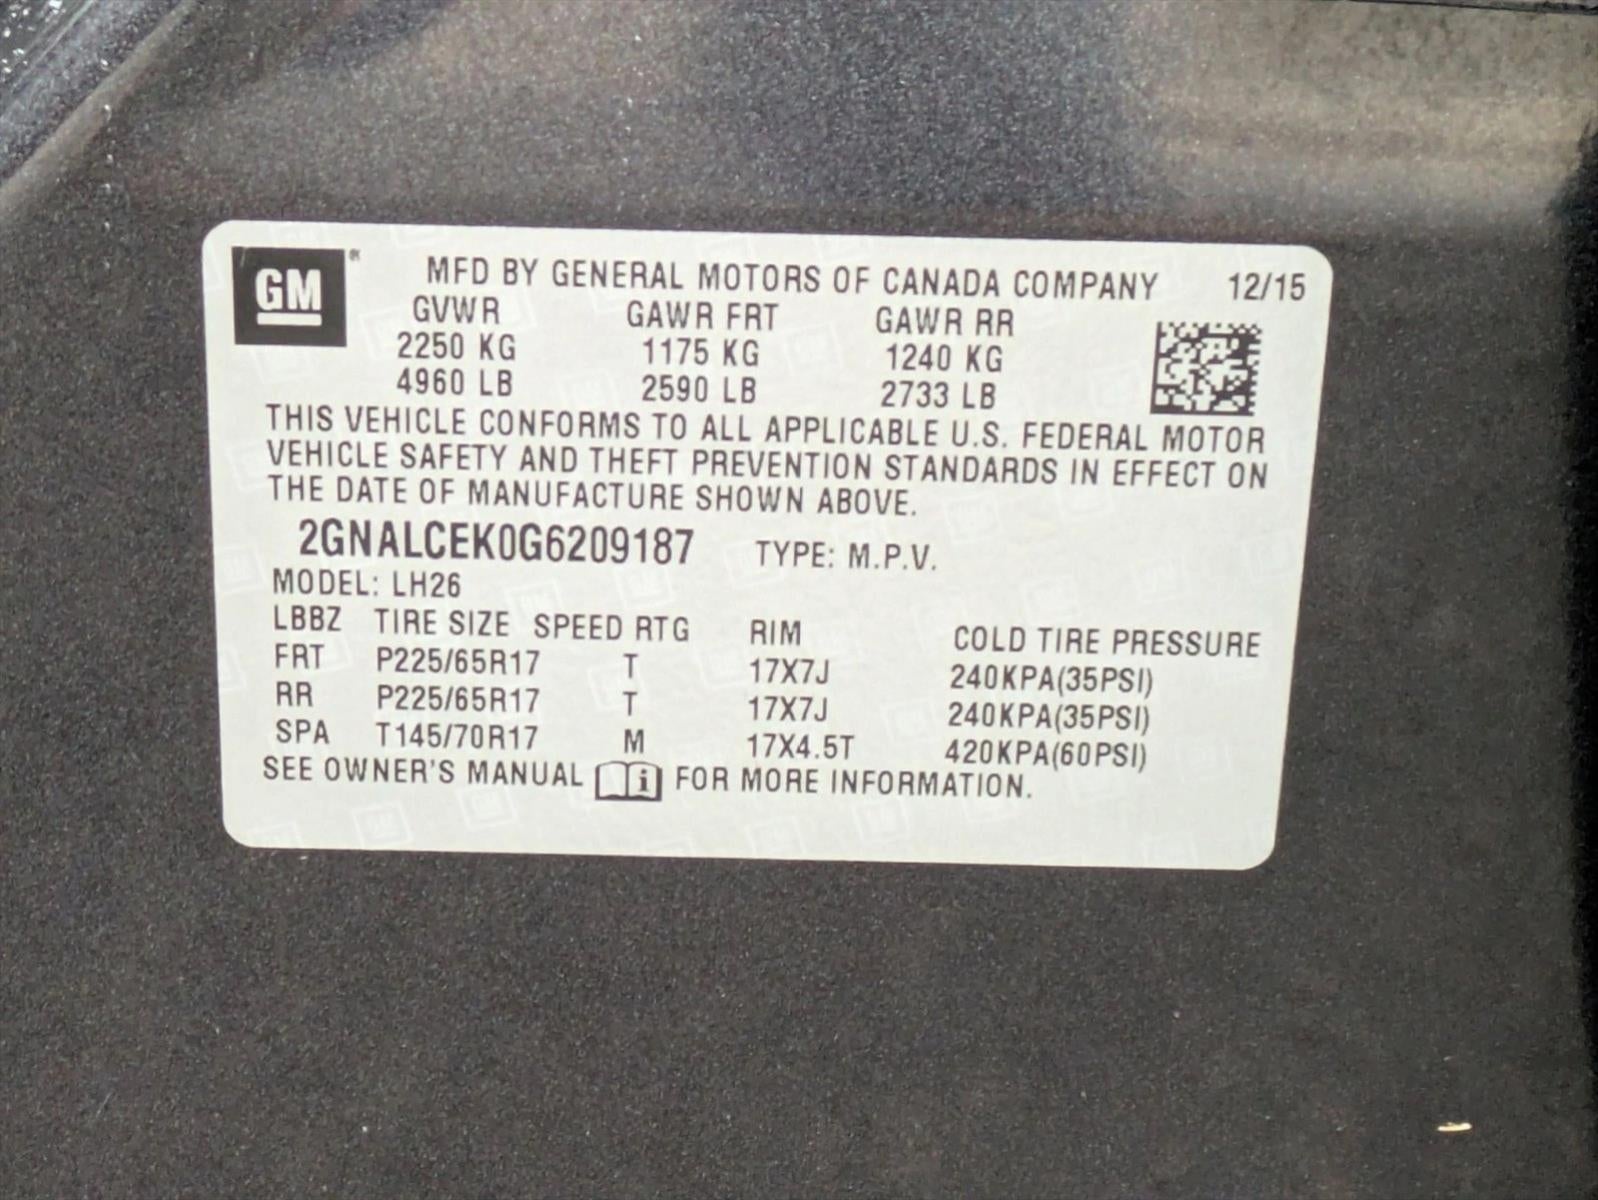 GM ® MFD BY GENERAL MOTORS OF CANADA COMPANY 12/15
GVWR GAWR FRT GAWR RR
2250 KG 1175 KG 1240 KG
4960 LB 2590 LB 2733 LB
THIS VEHICLE CONFORMS TO ALL APPLICABLE U.S. FEDERAL MOTOR
VEHICLE SAFETY AND THEFT PREVENTION STANDARDS IN EFFECT ON
THE DATE OF MANUFACTURE SHOWN ABOVE.
2GNALCEK0G6209187 TYPE: M.P.V.
MODEL: LH26
LBBZ TIRE SIZE SPEED RTG RIM COLD TIRE PRESSURE
FRT P225/65R17 T 17X7J 240KPA(35PSI)
RR P225/65R17 T 17X7J 240KPA(35PSI)
SPA T145/70R17 M 17X4.5T 420KPA(60PSI)
SEE OWNER'S MANUAL i FOR MORE INFORMATION.